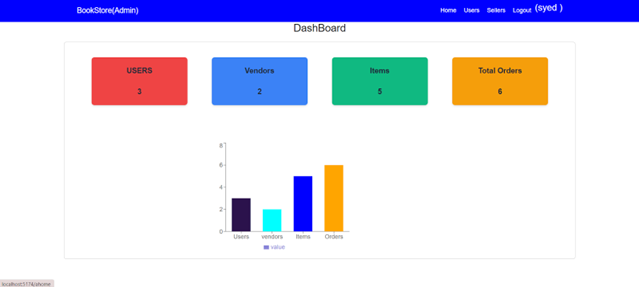 BookStore(Admin) Home Users Sellers Logout (syed )
DashBoard
USERS Vendors Items Total Orders
3 2 5 6
8
6
4
2
0
Users vendors Items Orders
value
localhost:5174/ahome